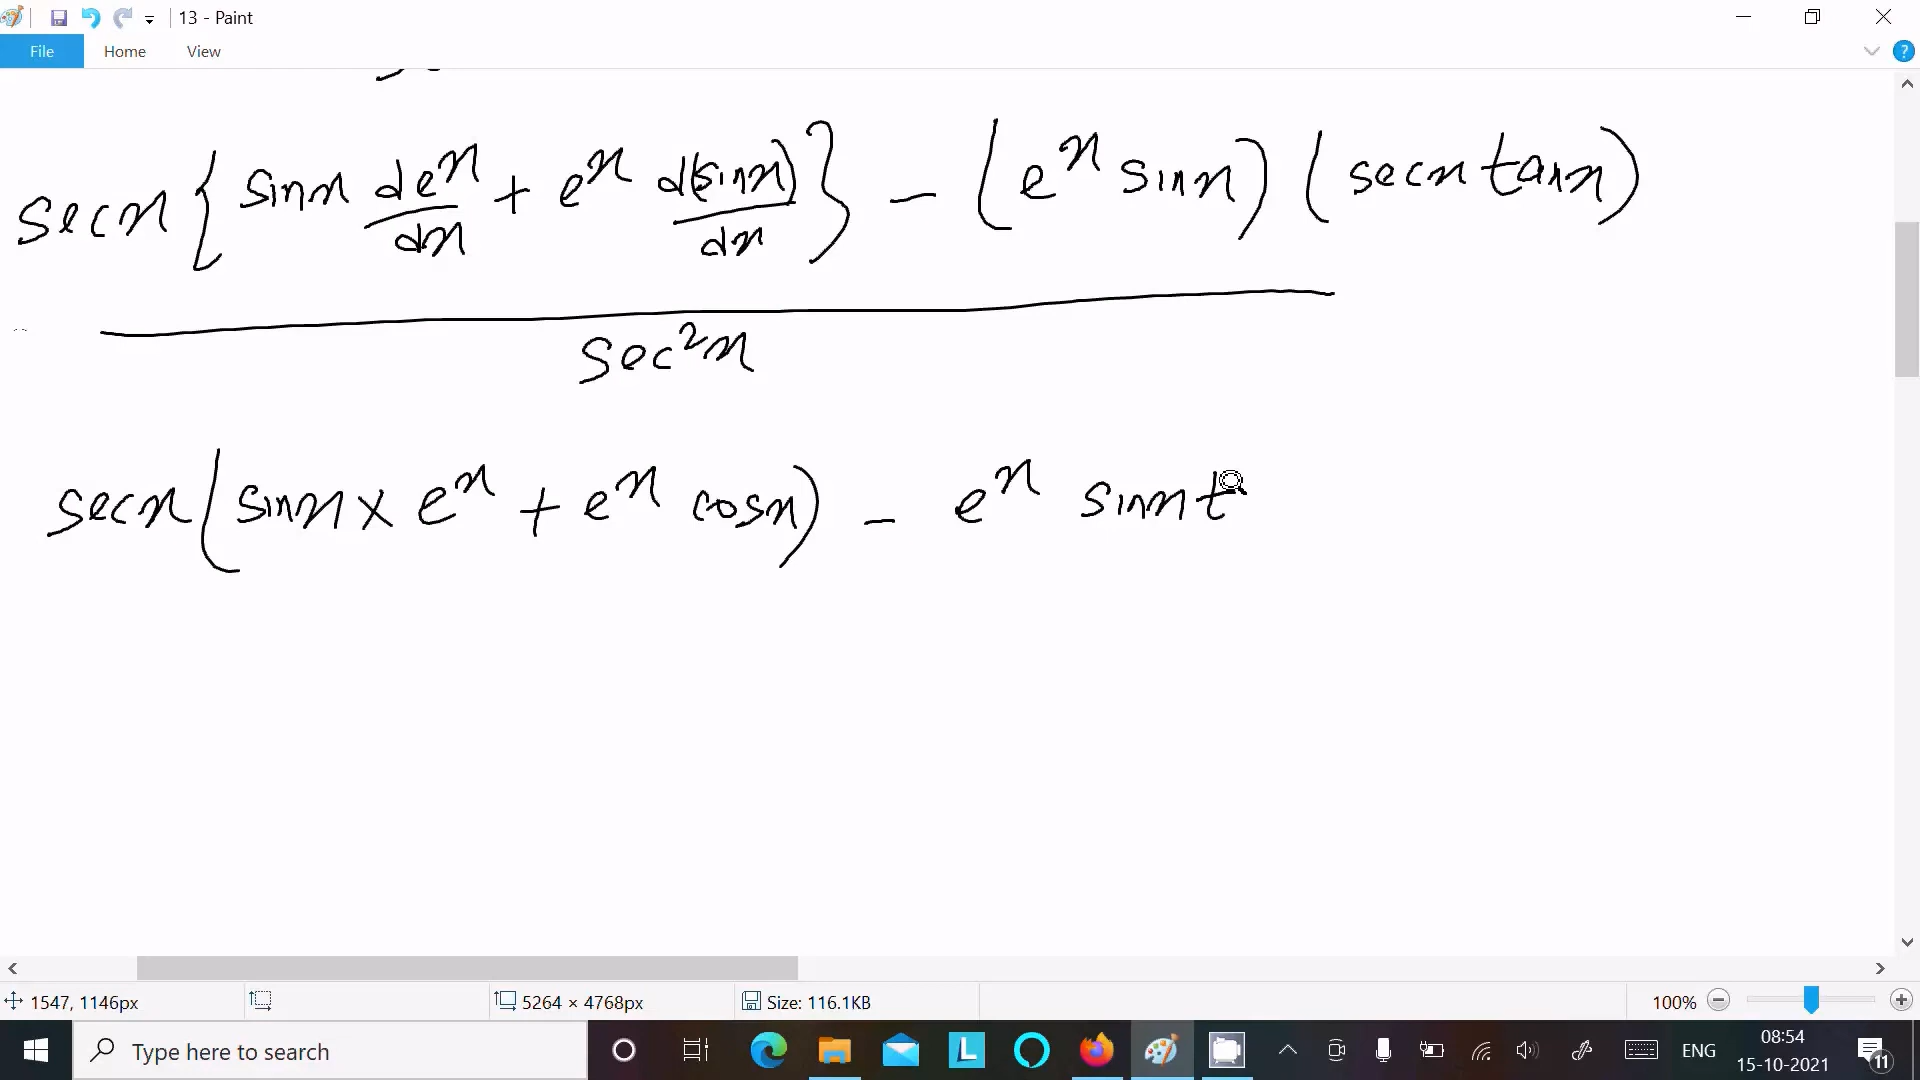 13 - Paint
File Home View
secx { sinx de^x/dx + e^x d(sinx)/dx } - (e^x sinx) (secx tanx)
sec²x
secx (sinx × e^x + e^x cosx) - e^x sinx t
1547, 1146px 5264 × 4768px Size: 116.1KB 100%
Type here to search L ENG 08:54
15-10-2021 11